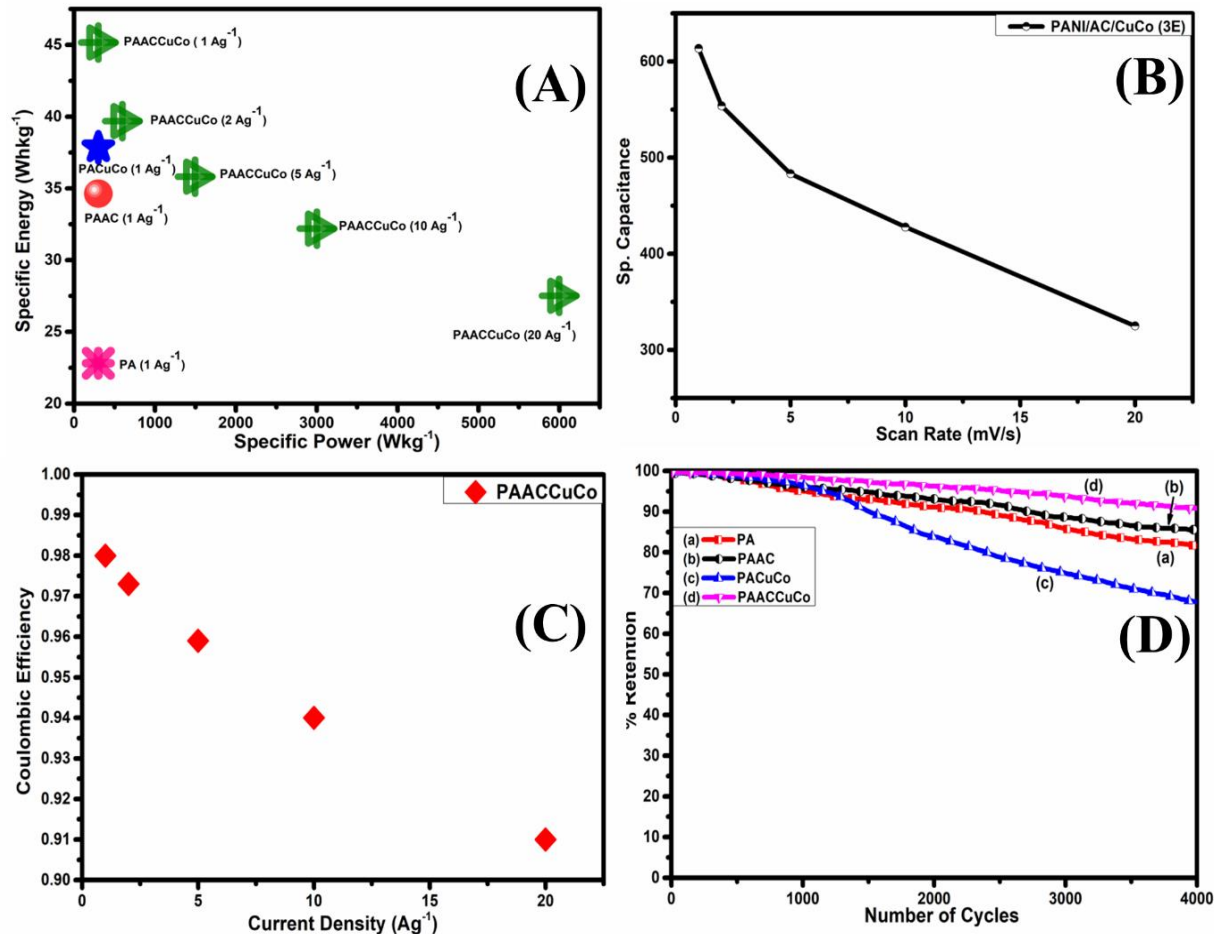 PAACCuCo ( 1 Ag⁻¹)
(A)
PAACCuCo (2 Ag⁻¹)
PACuCo (1 Ag⁻¹)
PAACCuCo (5 Ag⁻¹)
PAAC (1 Ag⁻¹)
PAACCuCo (10 Ag⁻¹)
PAACCuCo (20 Ag⁻¹)
PA (1 Ag⁻¹)
Specific Energy (Whkg⁻¹)
45
40
35
30
25
20
0 1000 2000 3000 4000 5000 6000
Specific Power (Wkg⁻¹)
PANI/AC/CuCo (3E)
(B)
Sp. Capacitance
600
500
400
300
5 10 15 20
Scan Rate (mV/s)
PAACCuCo
(C)
Coulombic Efficiency
1.00
0.99
0.98
0.97
0.96
0.95
0.94
0.93
0.92
0.91
0.90
0 5 10 15 20
Current Density (Ag⁻¹)
(d)
(b)
(a)
(c)
(a) PA
(b) PAAC
(c) PACuCo
(d) PAACCuCo
(D)
% Retention
100
90
80
70
60
50
40
30
20
10
0
0 1000 2000 3000 4000
Number of Cycles